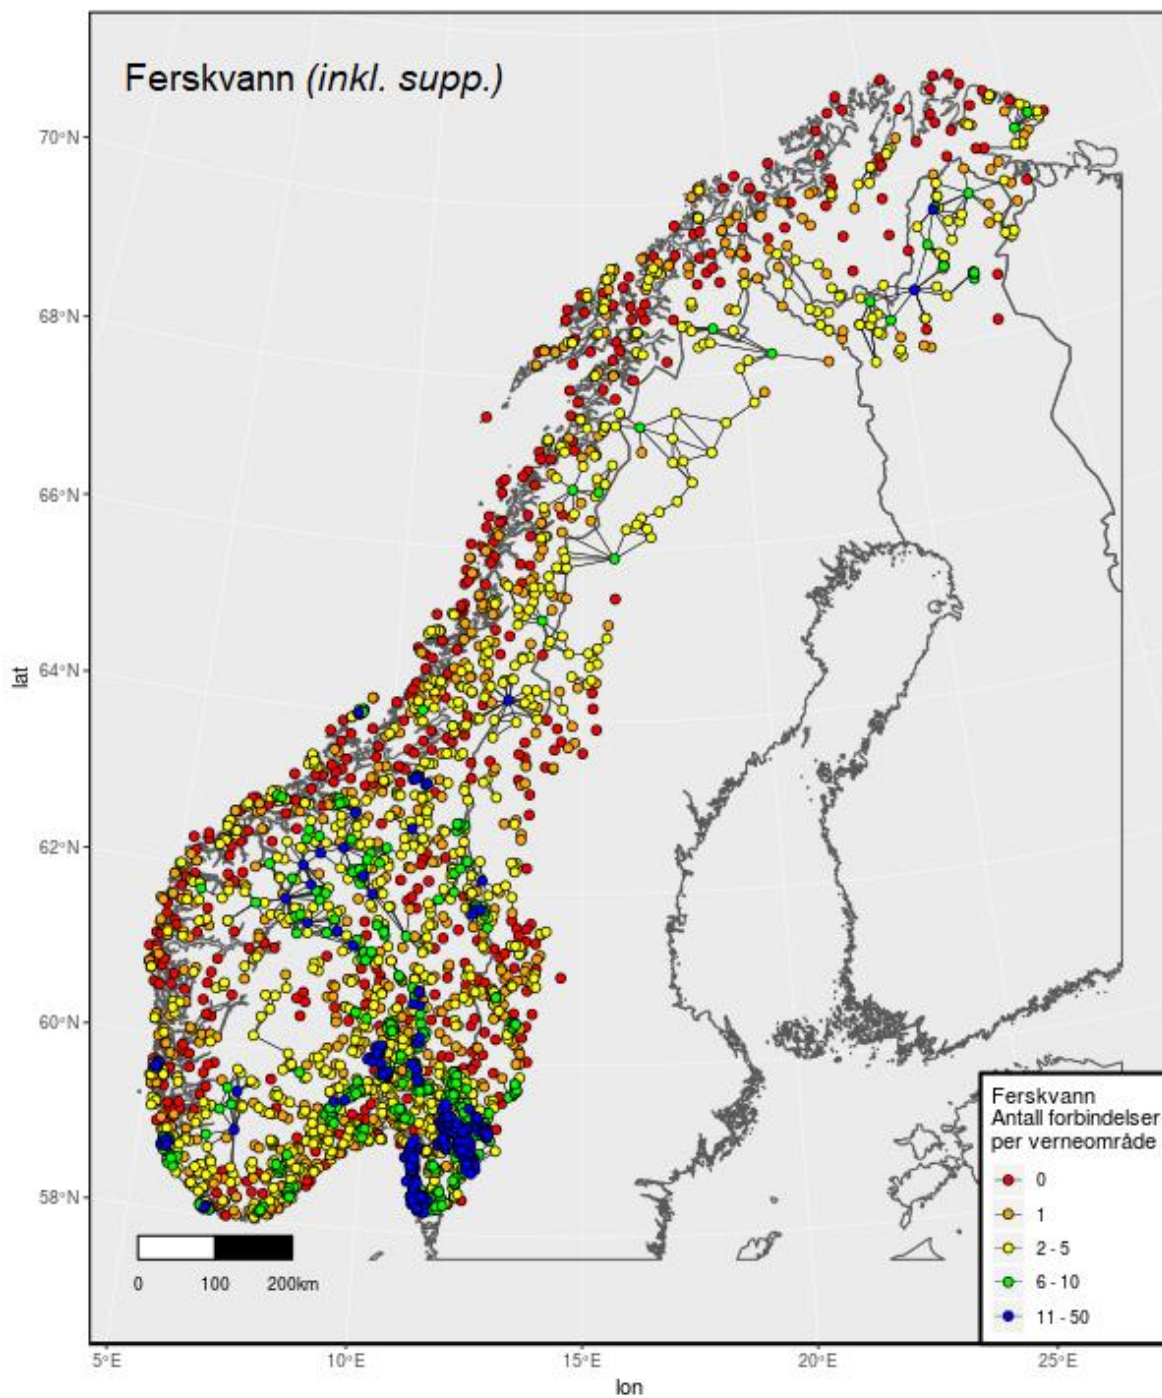 Ferskvann (inkl. supp.)
70°N
68°N
66°N
64°N
62°N
60°N
58°N
lat
0 100 200km
Ferskvann
Antall forbindelser
per verneområde
0
1
2 - 5
6 - 10
11 - 50
5°E 10°E 15°E 20°E 25°E
lon